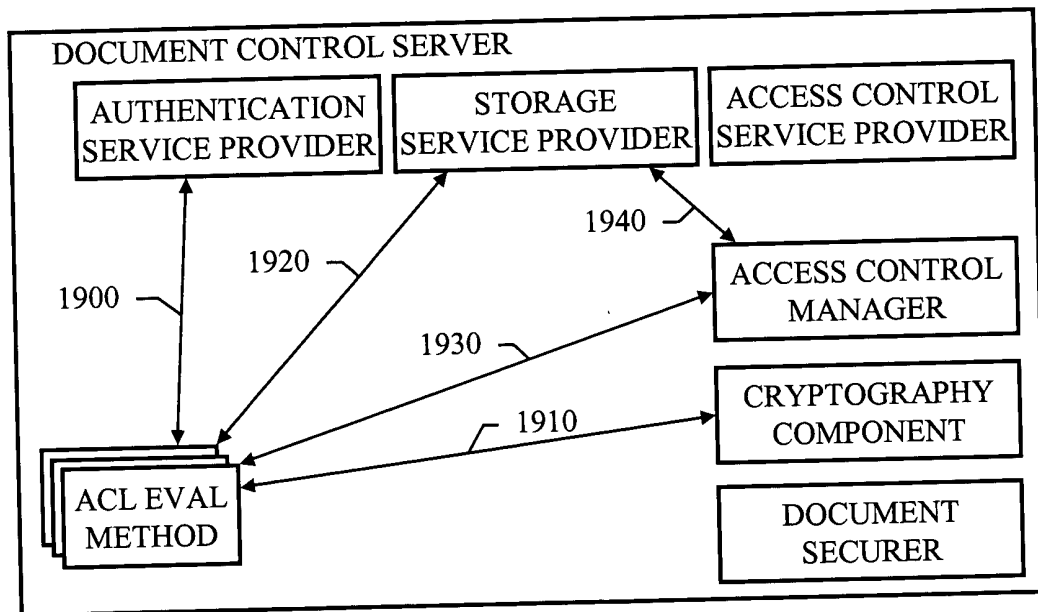 DOCUMENT CONTROL SERVER
AUTHENTICATION
SERVICE PROVIDER
STORAGE
SERVICE PROVIDER
ACCESS CONTROL
SERVICE PROVIDER
1940
1920
1900
ACCESS CONTROL
MANAGER
1930
CRYPTOGRAPHY
COMPONENT
1910
ACL EVAL
METHOD
DOCUMENT
SECURER